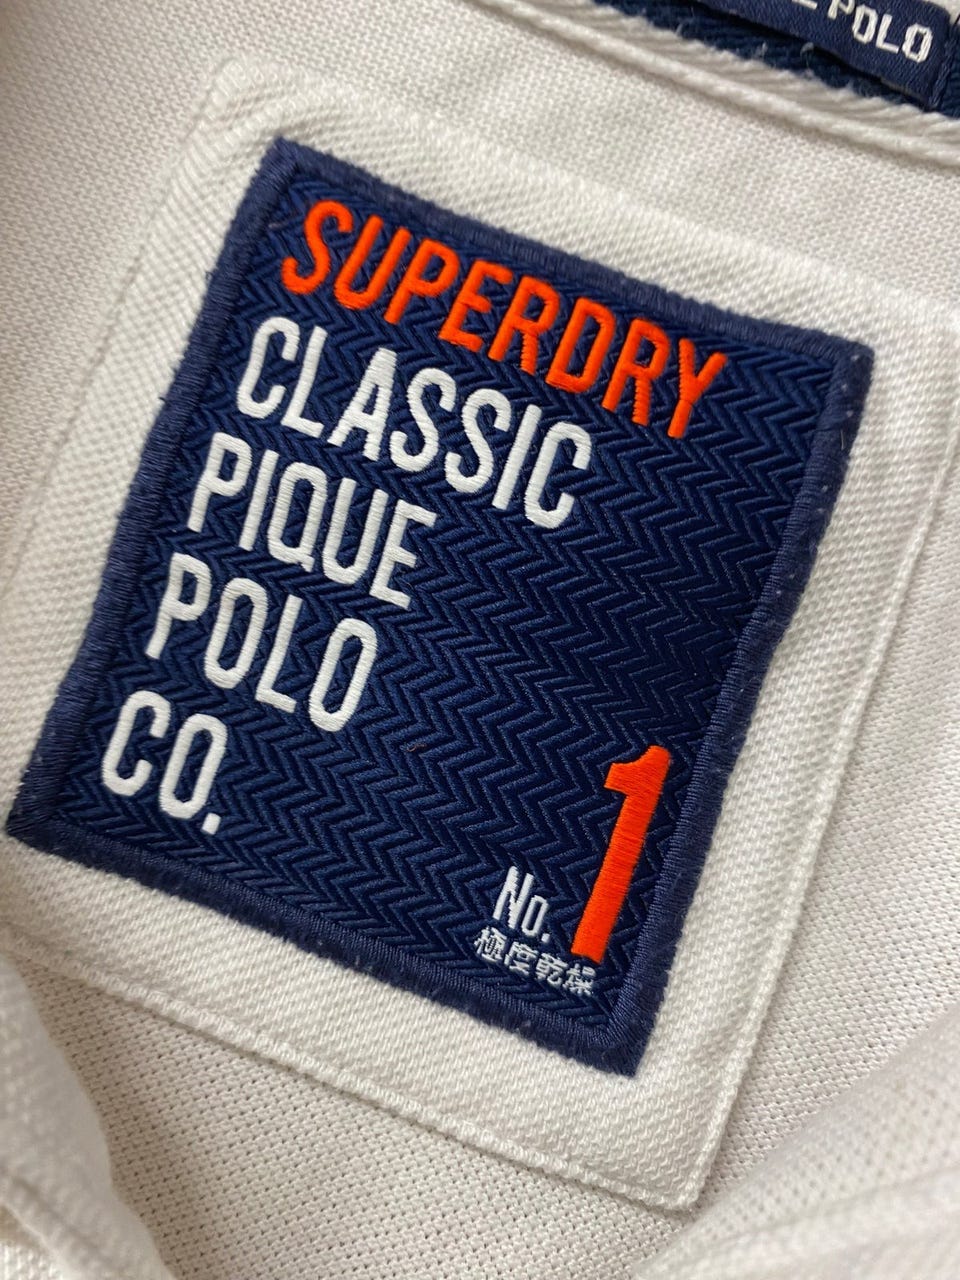 POLO
SUPERDRY
CLASSIC
PIQUE
POLO
CO.
No. 1
極度乾燥